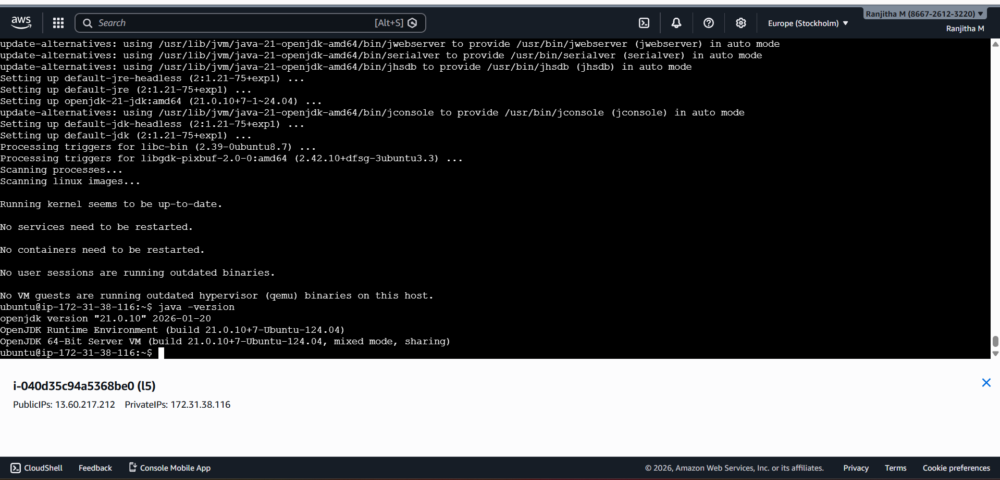 aws
Search [Alt+S]
Europe (Stockholm)
Ranjitha M (8667-2612-3220)
Ranjitha M
update-alternatives: using /usr/lib/jvm/java-21-openjdk-amd64/bin/jwebserver to provide /usr/bin/jwebserver (jwebserver) in auto mode
update-alternatives: using /usr/lib/jvm/java-21-openjdk-amd64/bin/serialver to provide /usr/bin/serialver (serialver) in auto mode
update-alternatives: using /usr/lib/jvm/java-21-openjdk-amd64/bin/jhsdb to provide /usr/bin/jhsdb (jhsdb) in auto mode
Setting up default-jre-headless (2:1.21-75+exp1) ...
Setting up default-jre (2:1.21-75+exp1) ...
Setting up openjdk-21-jdk:amd64 (21.0.10+7-1~24.04) ...
update-alternatives: using /usr/lib/jvm/java-21-openjdk-amd64/bin/jconsole to provide /usr/bin/jconsole (jconsole) in auto mode
Setting up default-jdk-headless (2:1.21-75+exp1) ...
Setting up default-jdk (2:1.21-75+exp1) ...
Processing triggers for libc-bin (2.39-0ubuntu8.7) ...
Processing triggers for libgdk-pixbuf-2.0-0:amd64 (2.42.10+dfsg-3ubuntu3.3) ...
Scanning processes...
Scanning linux images...
Running kernel seems to be up-to-date.
No services need to be restarted.
No containers need to be restarted.
No user sessions are running outdated binaries.
No VM guests are running outdated hypervisor (qemu) binaries on this host.
ubuntu@ip-172-31-38-116:~$ java -version
openjdk version "21.0.10" 2026-01-20
OpenJDK Runtime Environment (build 21.0.10+7-Ubuntu-124.04)
OpenJDK 64-Bit Server VM (build 21.0.10+7-Ubuntu-124.04, mixed mode, sharing)
ubuntu@ip-172-31-38-116:~$
i-040d35c94a5368be0 (l5)
PublicIPs: 13.60.217.212 PrivateIPs: 172.31.38.116
CloudShell Feedback Console Mobile App © 2026, Amazon Web Services, Inc. or its affiliates. Privacy Terms Cookie preferences